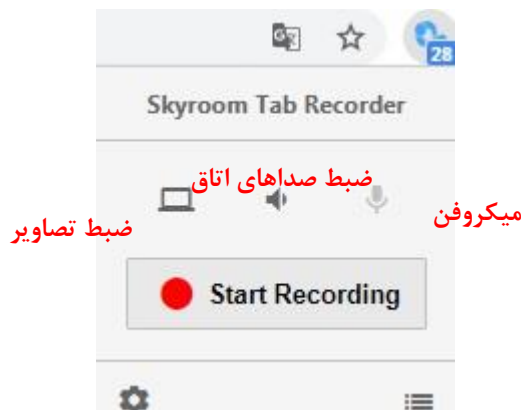 28
Skyroom Tab Recorder
ضبط صداهای اتاق
میکروفن
ضبط تصاویر
Start Recording